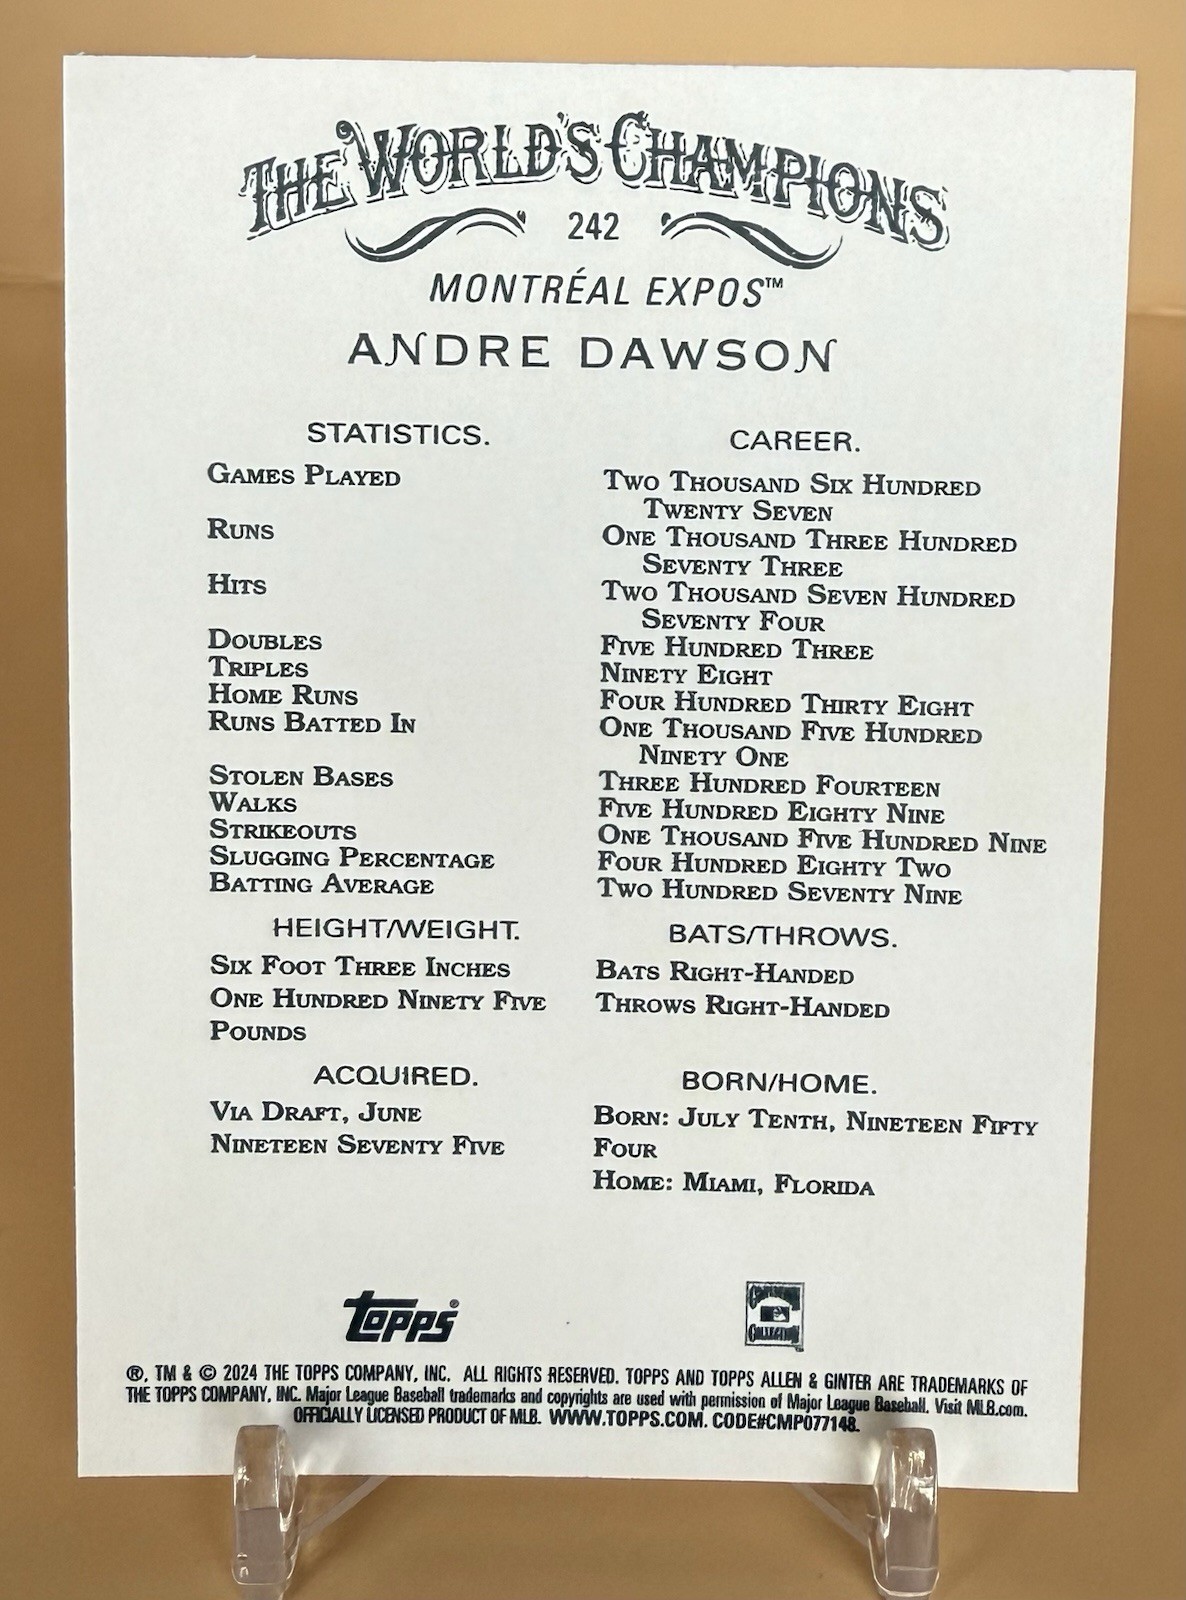 THE WORLD'S CHAMPIONS
242
MONTRÉAL EXPOS™
ANDRE DAWSON
STATISTICS. CAREER.
GAMES PLAYED TWO THOUSAND SIX HUNDRED
TWENTY SEVEN
RUNS ONE THOUSAND THREE HUNDRED
SEVENTY THREE
HITS TWO THOUSAND SEVEN HUNDRED
SEVENTY FOUR
DOUBLES FIVE HUNDRED THREE
TRIPLES NINETY EIGHT
HOME RUNS FOUR HUNDRED THIRTY EIGHT
RUNS BATTED IN ONE THOUSAND FIVE HUNDRED
NINETY ONE
STOLEN BASES THREE HUNDRED FOURTEEN
WALKS FIVE HUNDRED EIGHTY NINE
STRIKEOUTS ONE THOUSAND FIVE HUNDRED NINE
SLUGGING PERCENTAGE FOUR HUNDRED EIGHTY TWO
BATTING AVERAGE TWO HUNDRED SEVENTY NINE
HEIGHT/WEIGHT.
SIX FOOT THREE INCHES
ONE HUNDRED NINETY FIVE
POUNDS
BATS/THROWS.
BATS RIGHT-HANDED
THROWS RIGHT-HANDED
ACQUIRED.
VIA DRAFT, JUNE
NINETEEN SEVENTY FIVE
BORN/HOME.
BORN: JULY TENTH, NINETEEN FIFTY
FOUR
HOME: MIAMI, FLORIDA
TOPPS®
COOPERSTOWN
COLLECTION™
®, TM & © 2024 THE TOPPS COMPANY, INC. ALL RIGHTS RESERVED. TOPPS AND TOPPS ALLEN & GINTER ARE TRADEMARKS OF
THE TOPPS COMPANY, INC. Major League Baseball trademarks and copyrights are used with permission of Major League Baseball. Visit MLB.com.
OFFICIALLY LICENSED PRODUCT OF MLB. WWW.TOPPS.COM. CODE#CMP077148.